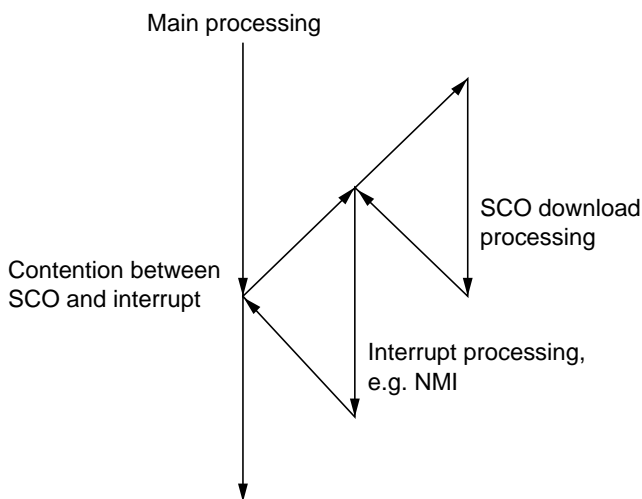 Main processing
SCO download
processing
Contention between
SCO and interrupt
Interrupt processing,
e.g. NMI